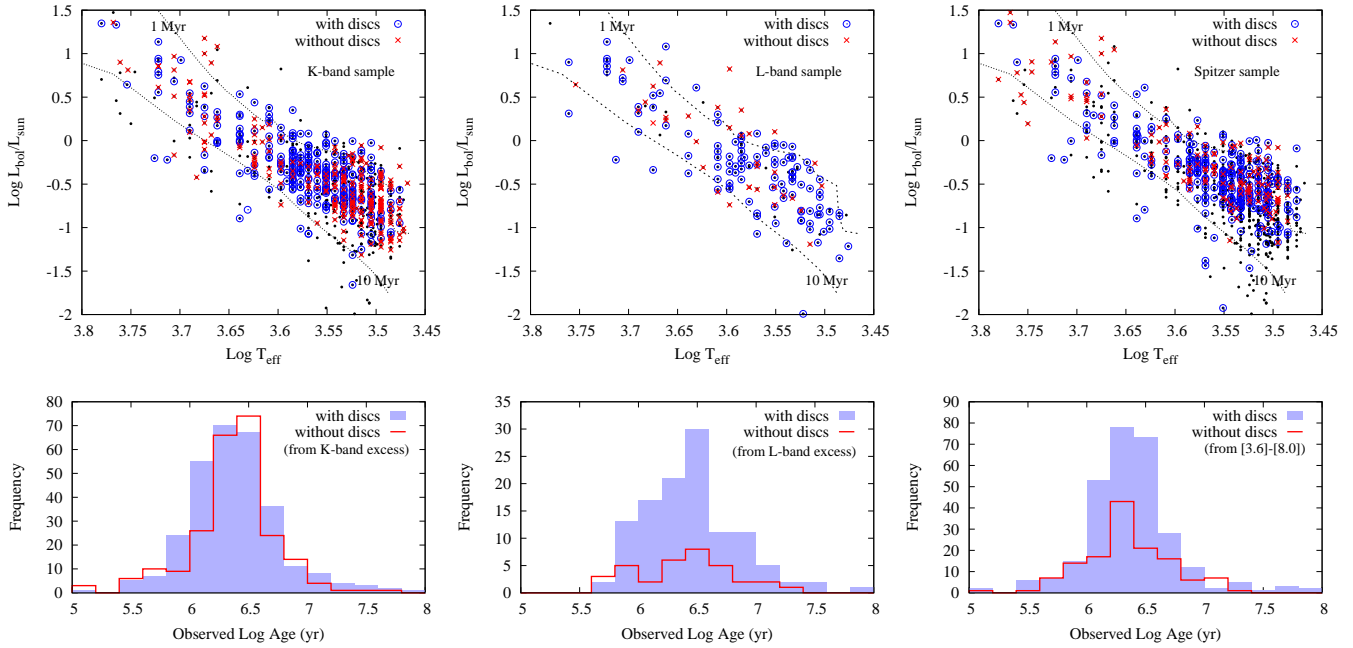 1.5
1
0.5
0
-0.5
-1
-1.5
-2
3.8 3.75 3.7 3.65 3.6 3.55 3.5 3.45
Log L_bol/L_sun
Log T_eff
1 Myr
10 Myr
with discs
without discs
K-band sample
1.5
1
0.5
0
-0.5
-1
-1.5
-2
3.8 3.75 3.7 3.65 3.6 3.55 3.5 3.45
Log L_bol/L_sun
Log T_eff
1 Myr
10 Myr
with discs
without discs
L-band sample
1.5
1
0.5
0
-0.5
-1
-1.5
-2
3.8 3.75 3.7 3.65 3.6 3.55 3.5 3.45
Log L_bol/L_sun
Log T_eff
1 Myr
10 Myr
with discs
without discs
Spitzer sample
80
70
60
50
40
30
20
10
0
5 5.5 6 6.5 7 7.5 8
Frequency
Observed Log Age (yr)
with discs
without discs
(from K-band excess)
35
30
25
20
15
10
5
0
5 5.5 6 6.5 7 7.5 8
Frequency
Observed Log Age (yr)
with discs
without discs
(from L-band excess)
90
80
70
60
50
40
30
20
10
0
5 5.5 6 6.5 7 7.5 8
Frequency
Observed Log Age (yr)
with discs
without discs
(from [3.6]-[8.0])